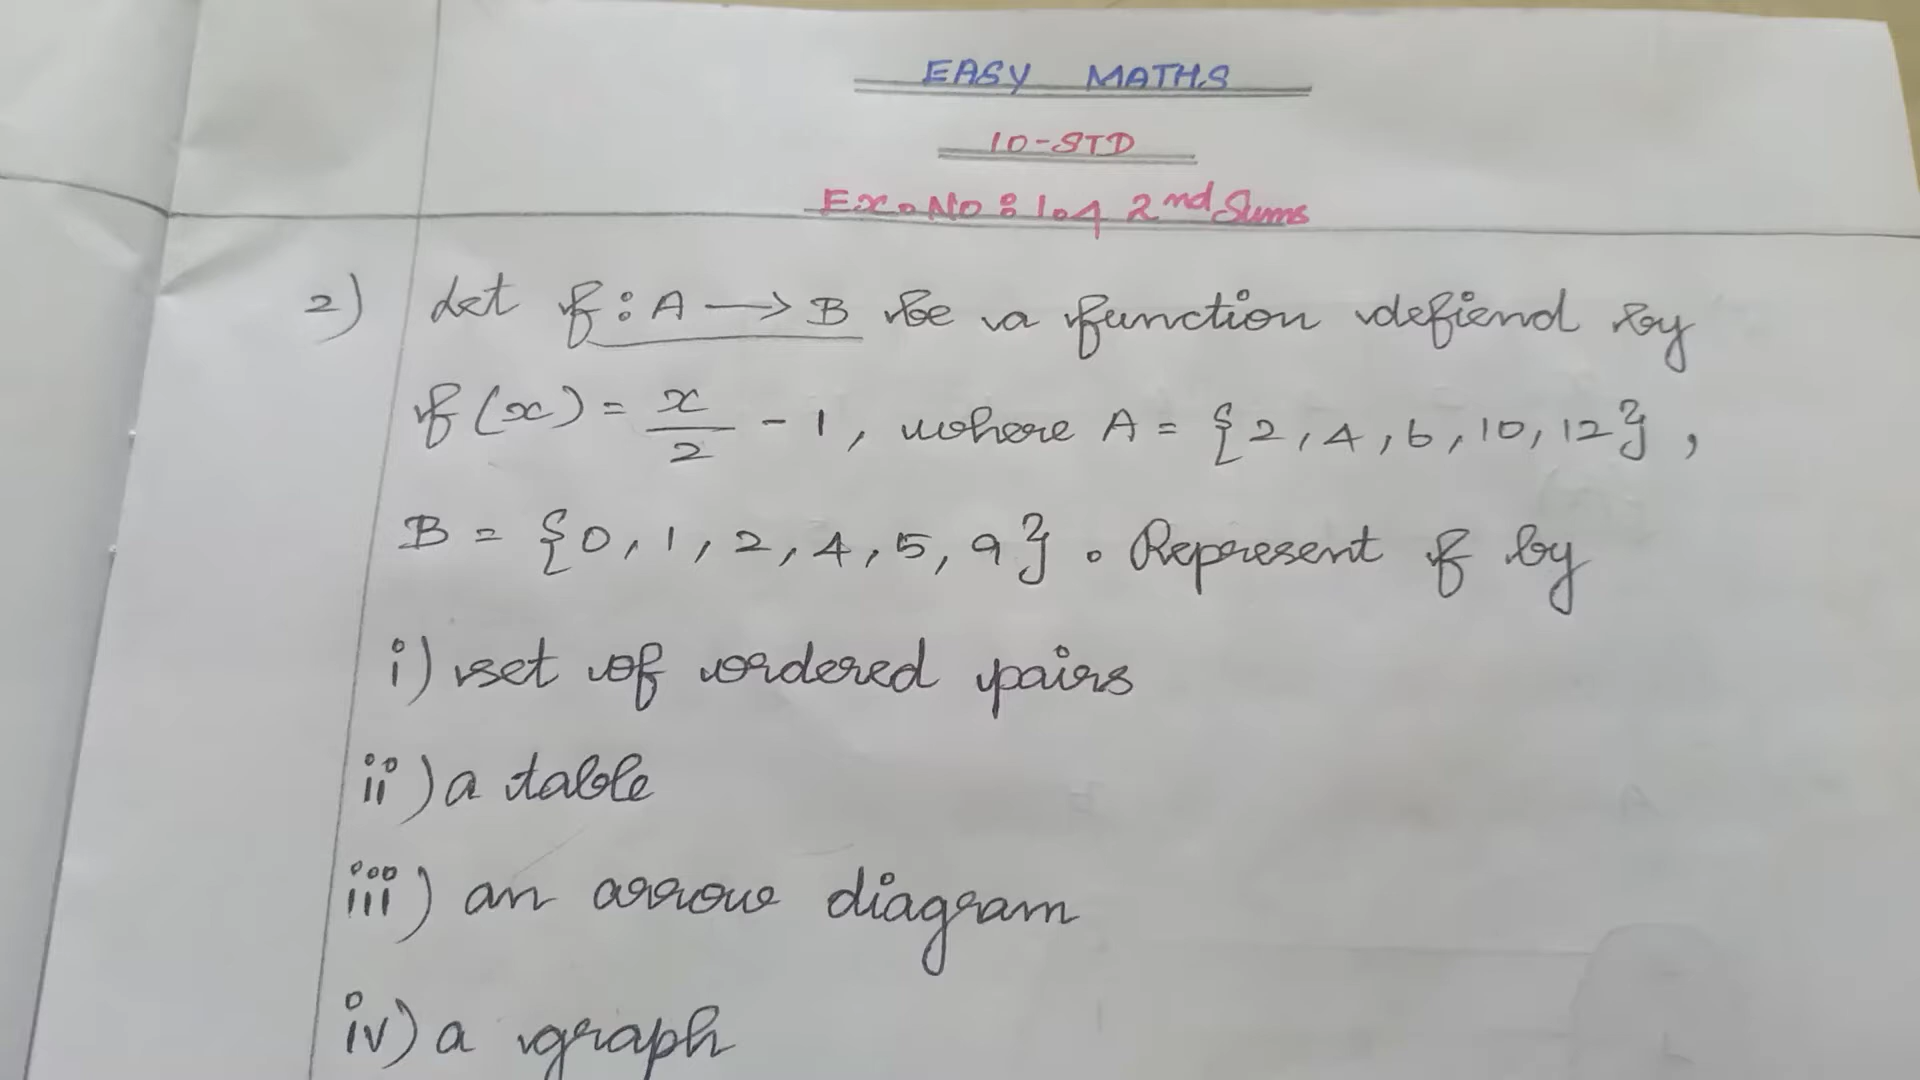 EASY MATHS
10-STD
Ex. No : 1.4 2nd Sums
2) Let f : A → B be a function defiend by
f(x) = x/2 - 1, where A = {2, 4, 6, 10, 12},
B = {0, 1, 2, 4, 5, 9}. Represent f by
i) set of ordered pairs
ii) a table
iii) an arrow diagram
iv) a graph